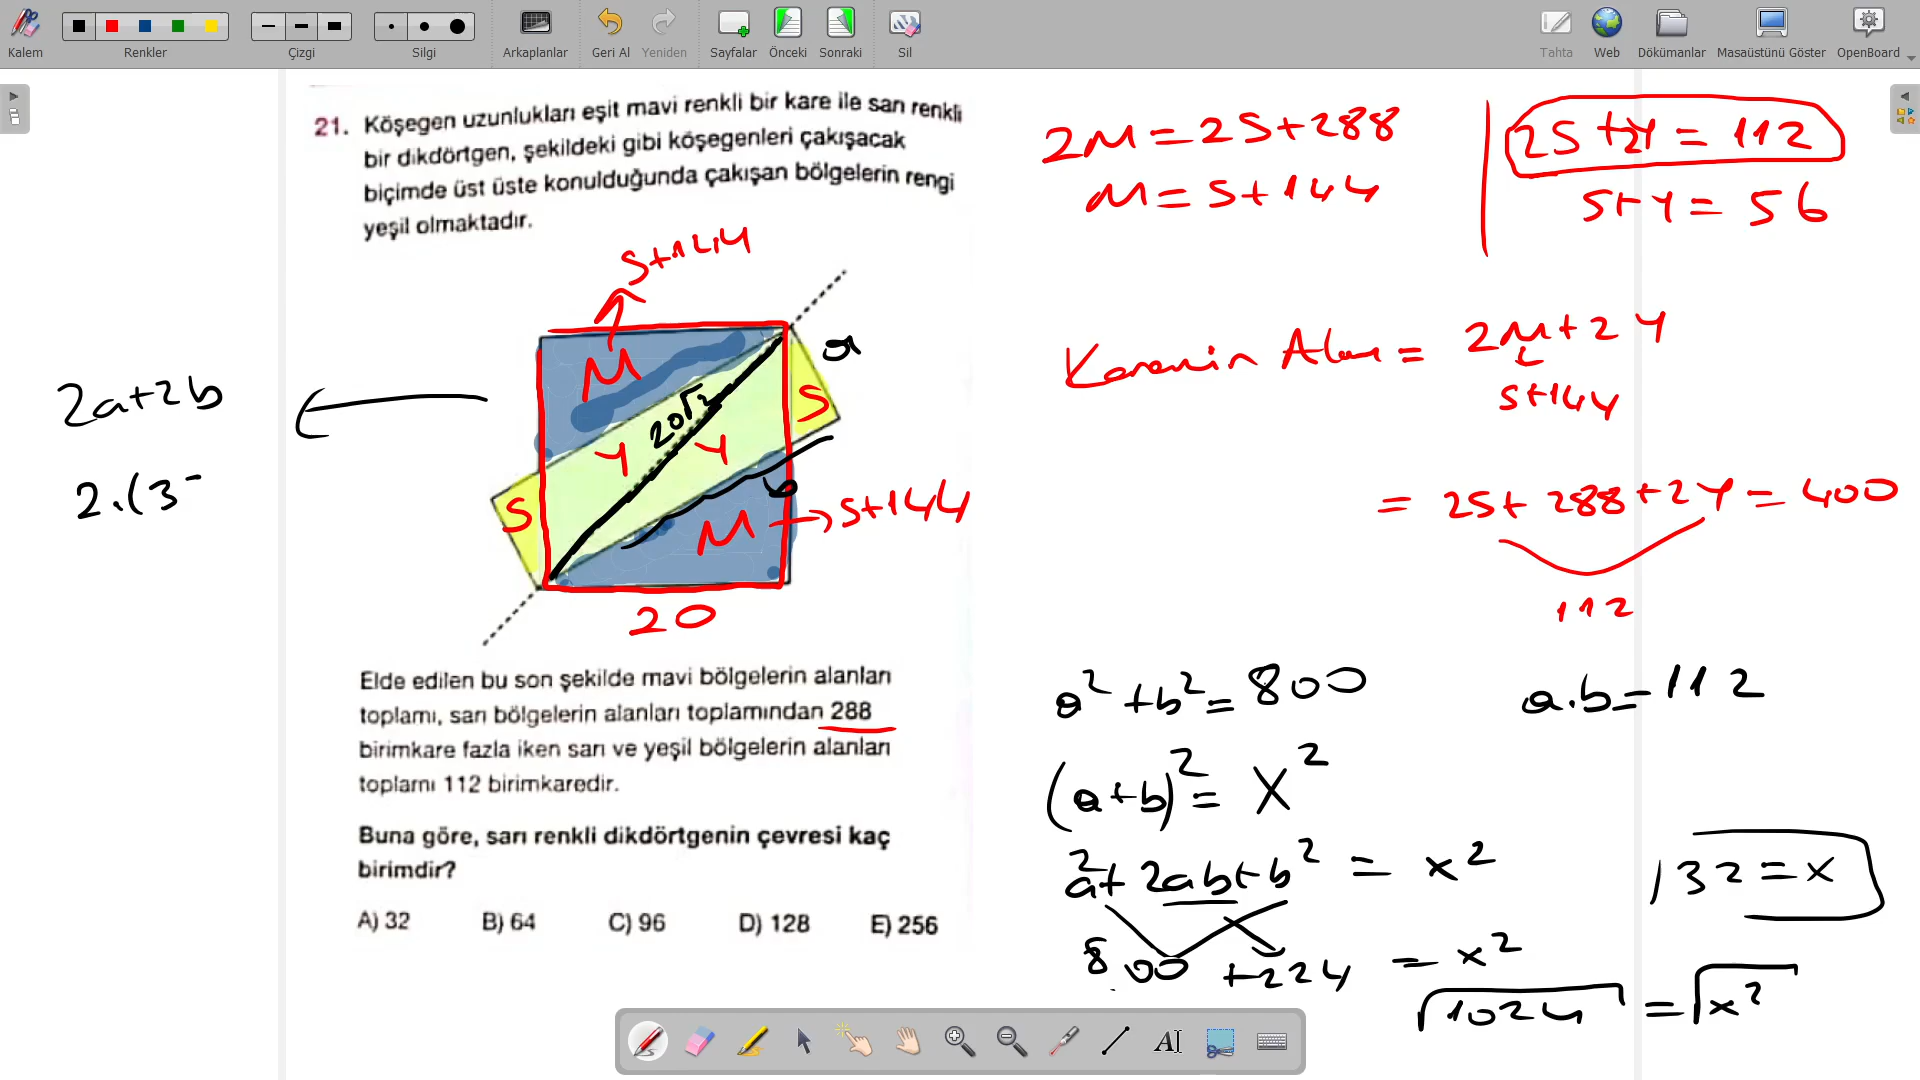 Kalem
Renkler
Çizgi
Silgi
Arkaplanlar
Geri Al
Yeniden
Sayfalar
Önceki
Sonraki
Sil
Tahta
Web
Dökümanlar
Masaüstünü Göster
OpenBoard
21. Köşegen uzunlukları eşit mavi renkli bir kare ile sarı renkli
bir dikdörtgen, şekildeki gibi köşegenleri çakışacak
biçimde üst üste konulduğunda çakışan bölgelerin rengi
yeşil olmaktadır.
S+144
M
a
S
20√2
Y Y
S
b
M → S+144
20
2a+2b
2.(3
Elde edilen bu son şekilde mavi bölgelerin alanları
toplamı, sarı bölgelerin alanları toplamından 288
birimkare fazla iken sarı ve yeşil bölgelerin alanları
toplamı 112 birimkaredir.
Buna göre, sarı renkli dikdörtgenin çevresi kaç
birimdir?
A) 32 B) 64 C) 96 D) 128 E) 256
2M = 2S+288
M = S+144
2S+2Y = 112
S+Y = 56
Karenin Alanı = 2M+2Y
S+144
= 2S+288+2Y = 400
112
a²+b² = 800
a.b = 112
(a+b)² = X²
a²+2ab+b² = x²
800 +224 = x²
√1024 = √x²
32 = x